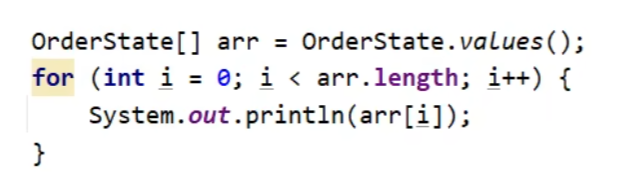 OrderState[] arr = OrderState.values();
for (int i = 0; i < arr.length; i++) {
    System.out.println(arr[i]);
}